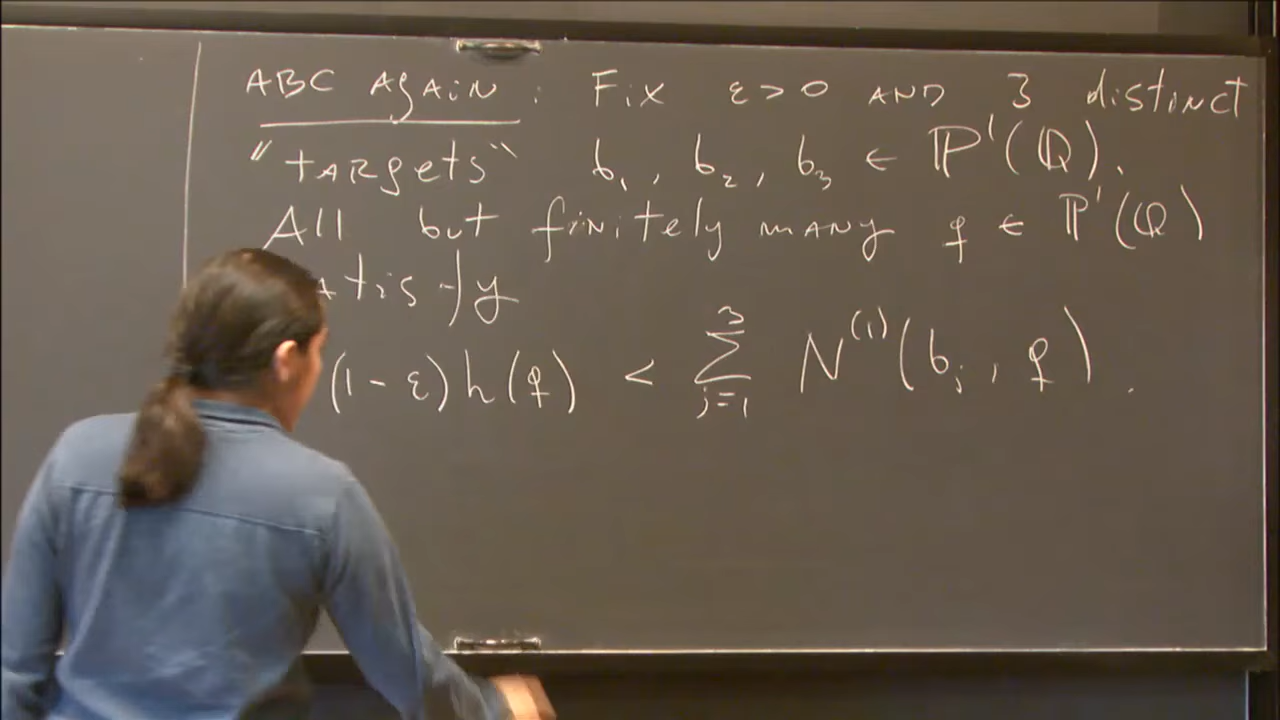 ABC AgAiN : Fix ε > 0 AND 3 distinct
"tARgets" b₁, b₂, b₃ ∈ ℙ¹(ℚ).
All but finitely many q ∈ ℙ¹(ℚ)
atisfy
(1 - ε) h(q) < ∑_{j=1}^{3} N^{(1)}(b_j, q).